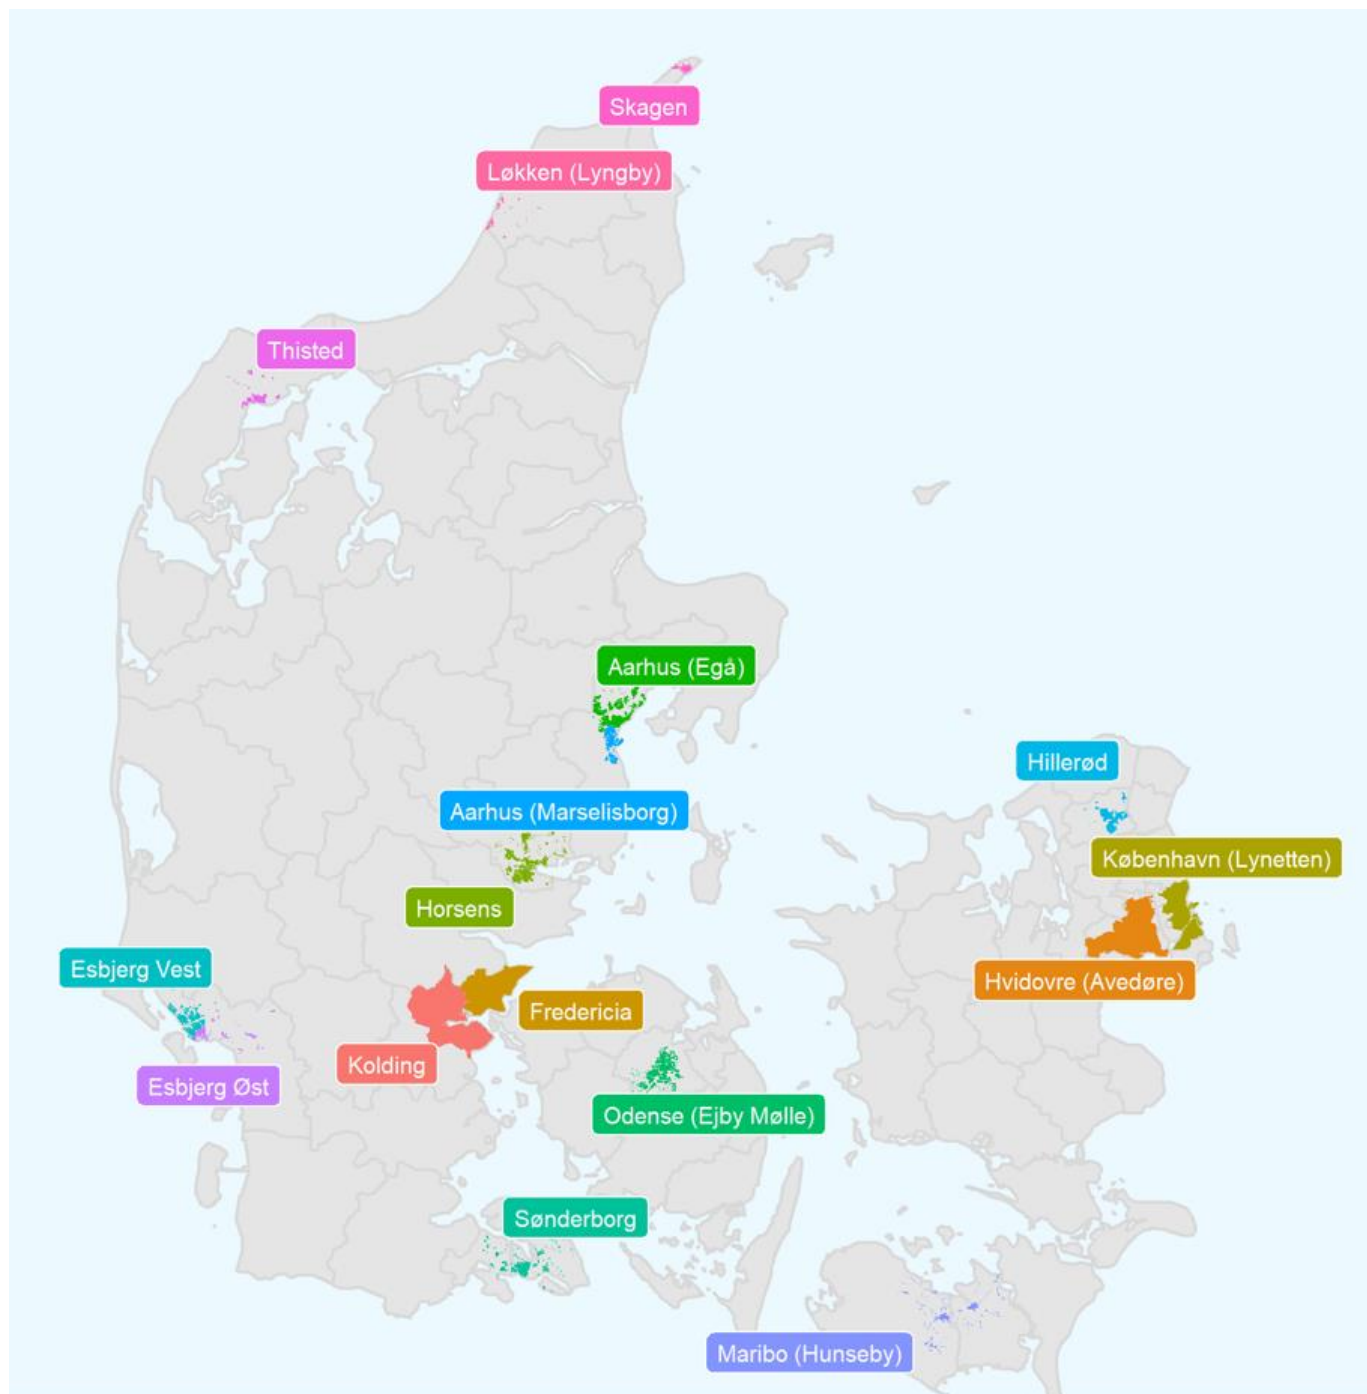 Skagen
Løkken (Lyngby)
Thisted
Aarhus (Egå)
Hillerød
Aarhus (Marselisborg)
København (Lynetten)
Horsens
Esbjerg Vest
Hvidovre (Avedøre)
Fredericia
Kolding
Esbjerg Øst
Odense (Ejby Mølle)
Sønderborg
Maribo (Hunseby)